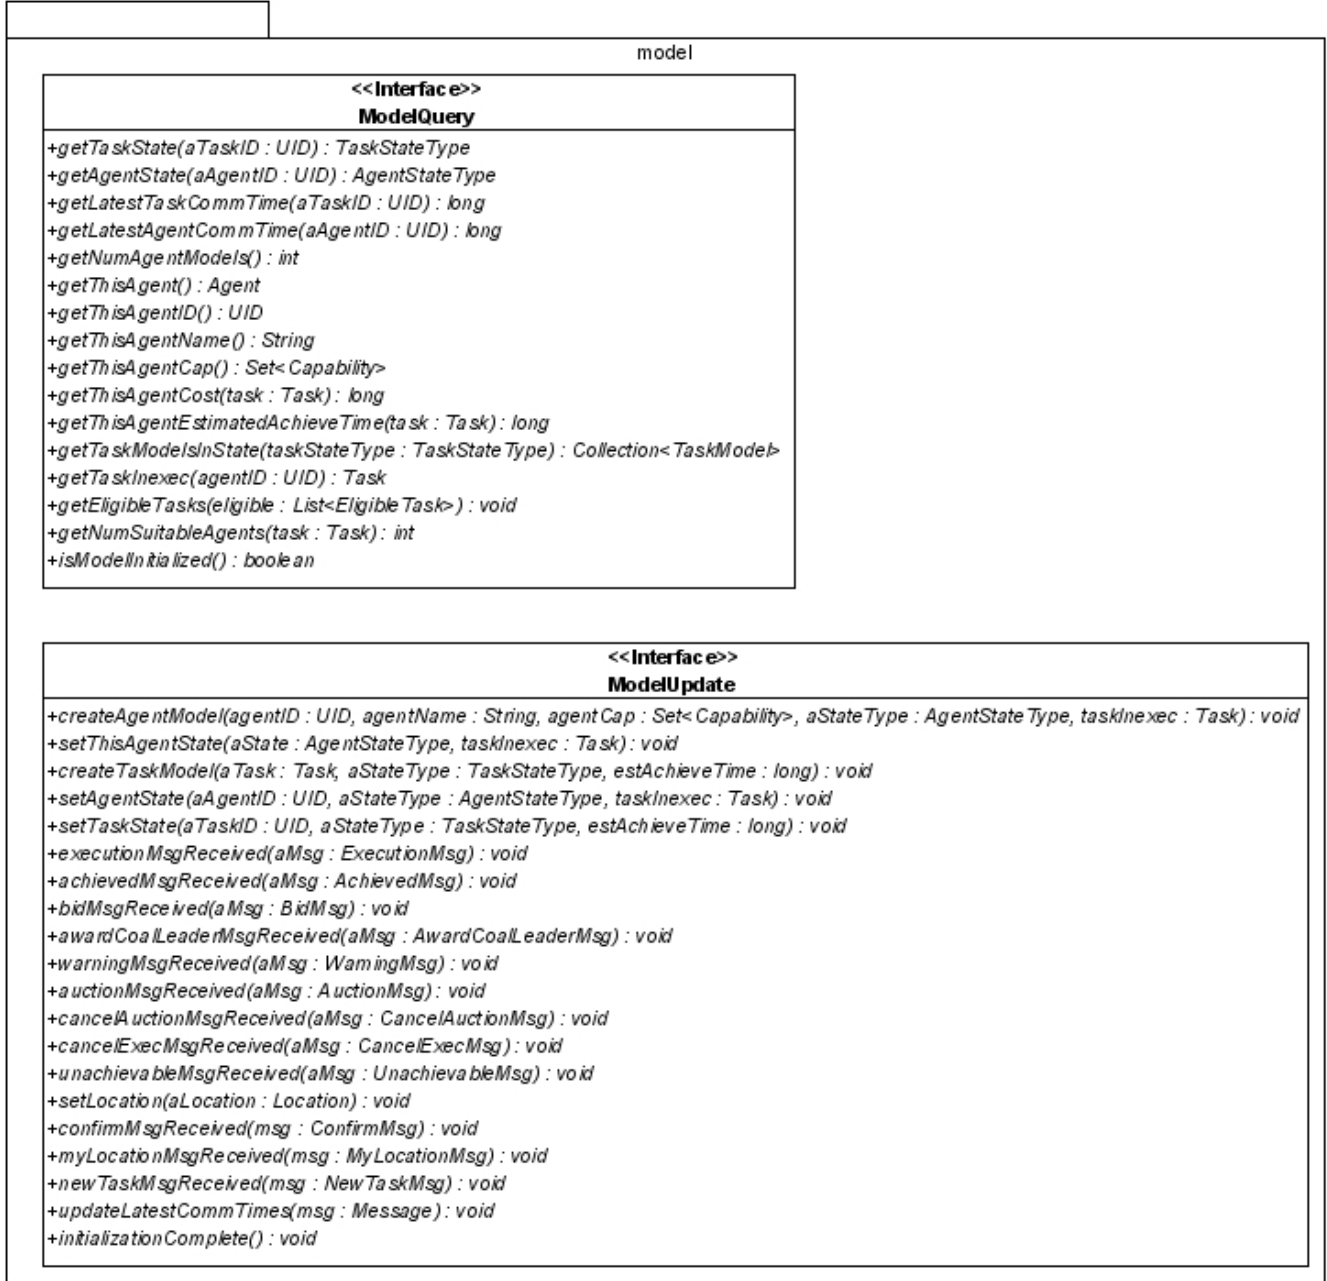 model
<<Interface>>
ModelQuery
+getTaskState(aTaskID : UID) : TaskStateType
+getAgentState(aAgentID : UID) : AgentStateType
+getLatestTaskCommTime(aTaskID : UID) : long
+getLatestAgentCommTime(aAgentID : UID) : long
+getNumAgentModels() : int
+getThisAgent() : Agent
+getThisAgentID() : UID
+getThisAgentName() : String
+getThisAgentCap() : Set<Capability>
+getThisAgentCost(task : Task) : long
+getThisAgentEstimatedAchieveTime(task : Task) : long
+getTaskModelsInState(taskStateType : TaskStateType) : Collection<TaskModel>
+getTaskInexec(agentID : UID) : Task
+getEligibleTasks(eligible : List<EligibleTask>) : void
+getNumSuitableAgents(task : Task) : int
+isModelInitialized() : boolean
<<Interface>>
ModelUpdate
+createAgentModel(agentID : UID, agentName : String, agentCap : Set<Capability>, aStateType : AgentStateType, taskInexec : Task) : void
+setThisAgentState(aState : AgentStateType, taskInexec : Task) : void
+createTaskModel(aTask : Task, aStateType : TaskStateType, estAchieveTime : long) : void
+setAgentState(aAgentID : UID, aStateType : AgentStateType, taskInexec : Task) : void
+setTaskState(aTaskID : UID, aStateType : TaskStateType, estAchieveTime : long) : void
+executionMsgReceived(aMsg : ExecutionMsg) : void
+achievedMsgReceived(aMsg : AchievedMsg) : void
+bidMsgReceived(aMsg : BidMsg) : void
+awardCoalLeaderMsgReceived(aMsg : AwardCoalLeaderMsg) : void
+warningMsgReceived(aMsg : WarningMsg) : void
+auctionMsgReceived(aMsg : AuctionMsg) : void
+cancelAuctionMsgReceived(aMsg : CancelAuctionMsg) : void
+cancelExecMsgReceived(aMsg : CancelExecMsg) : void
+unachievableMsgReceived(aMsg : UnachievableMsg) : void
+setLocation(aLocation : Location) : void
+confirmMsgReceived(msg : ConfirmMsg) : void
+myLocationMsgReceived(msg : MyLocationMsg) : void
+newTaskMsgReceived(msg : NewTaskMsg) : void
+updateLatestCommTimes(msg : Message) : void
+initializationComplete() : void